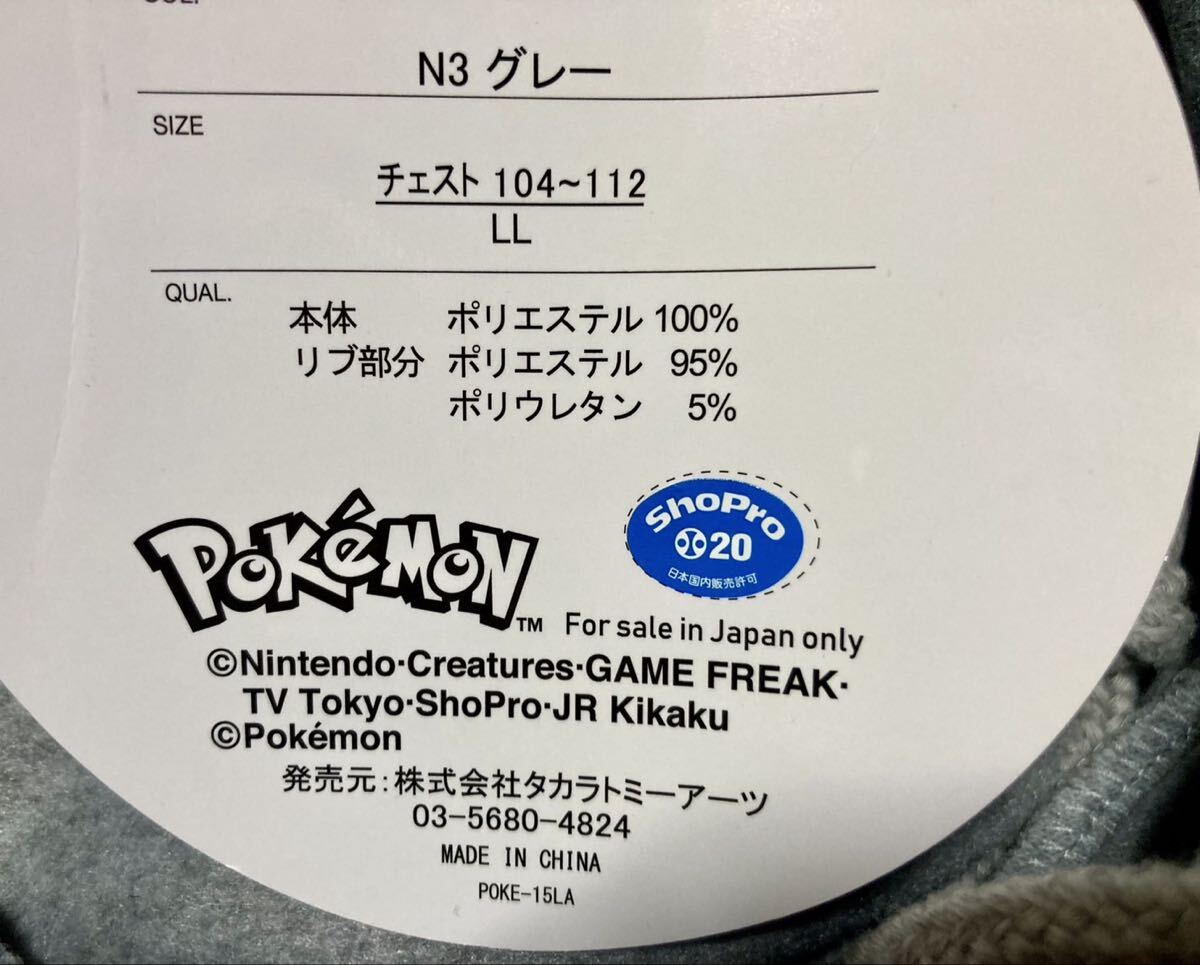 N3 グレー
SIZE
チェスト 104~112
LL
QUAL.
本体 ポリエステル 100%
リブ部分 ポリエステル 95%
ポリウレタン 5%
ShoPro
20
日本国内販売許可
POKéMON™
For sale in Japan only
©Nintendo·Creatures·GAME FREAK·
TV Tokyo·ShoPro·JR Kikaku
©Pokémon
発売元:株式会社タカラトミーアーツ
03-5680-4824
MADE IN CHINA
POKE-15LA